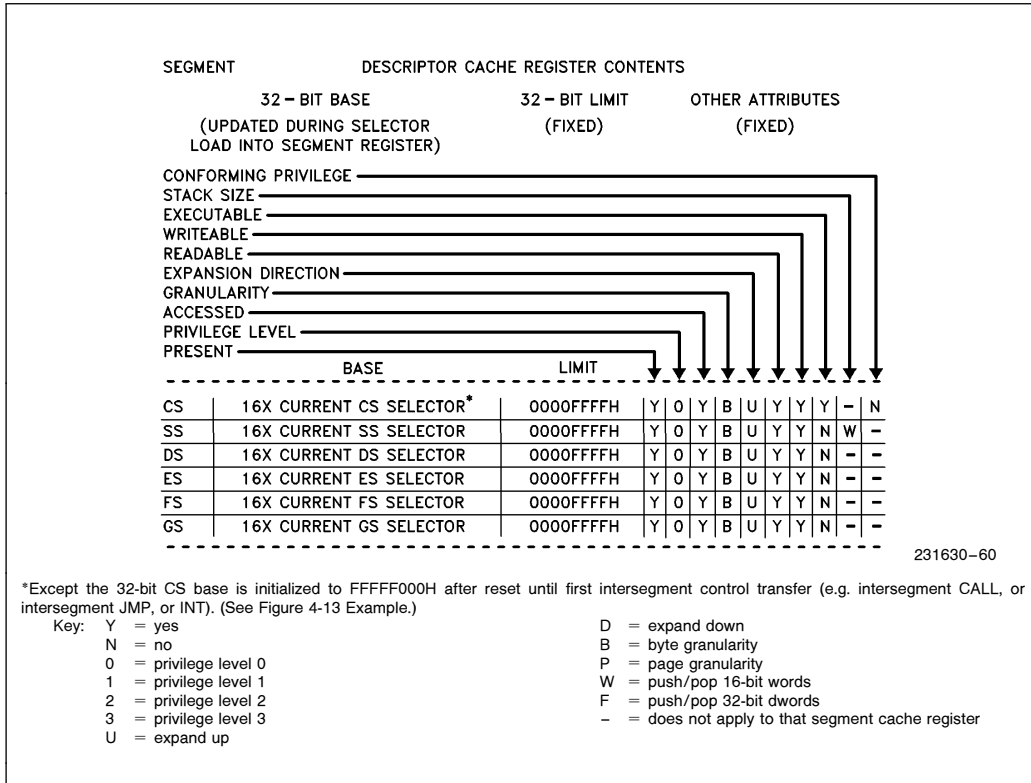 SEGMENT DESCRIPTOR CACHE REGISTER CONTENTS
32 – BIT BASE 32 – BIT LIMIT OTHER ATTRIBUTES
(UPDATED DURING SELECTOR (FIXED) (FIXED)
LOAD INTO SEGMENT REGISTER)
CONFORMING PRIVILEGE
STACK SIZE
EXECUTABLE
WRITEABLE
READABLE
EXPANSION DIRECTION
GRANULARITY
ACCESSED
PRIVILEGE LEVEL
PRESENT
BASE LIMIT
CS 16X CURRENT CS SELECTOR* 0000FFFFH Y 0 Y B U Y Y Y – N
SS 16X CURRENT SS SELECTOR 0000FFFFH Y 0 Y B U Y Y N W –
DS 16X CURRENT DS SELECTOR 0000FFFFH Y 0 Y B U Y Y N – –
ES 16X CURRENT ES SELECTOR 0000FFFFH Y 0 Y B U Y Y N – –
FS 16X CURRENT FS SELECTOR 0000FFFFH Y 0 Y B U Y Y N – –
GS 16X CURRENT GS SELECTOR 0000FFFFH Y 0 Y B U Y Y N – –
231630–60
*Except the 32-bit CS base is initialized to FFFFF000H after reset until first intersegment control transfer (e.g. intersegment CALL, or
intersegment JMP, or INT). (See Figure 4-13 Example.)
Key: Y = yes
N = no
0 = privilege level 0
1 = privilege level 1
2 = privilege level 2
3 = privilege level 3
U = expand up
D = expand down
B = byte granularity
P = page granularity
W = push/pop 16-bit words
F = push/pop 32-bit dwords
– = does not apply to that segment cache register